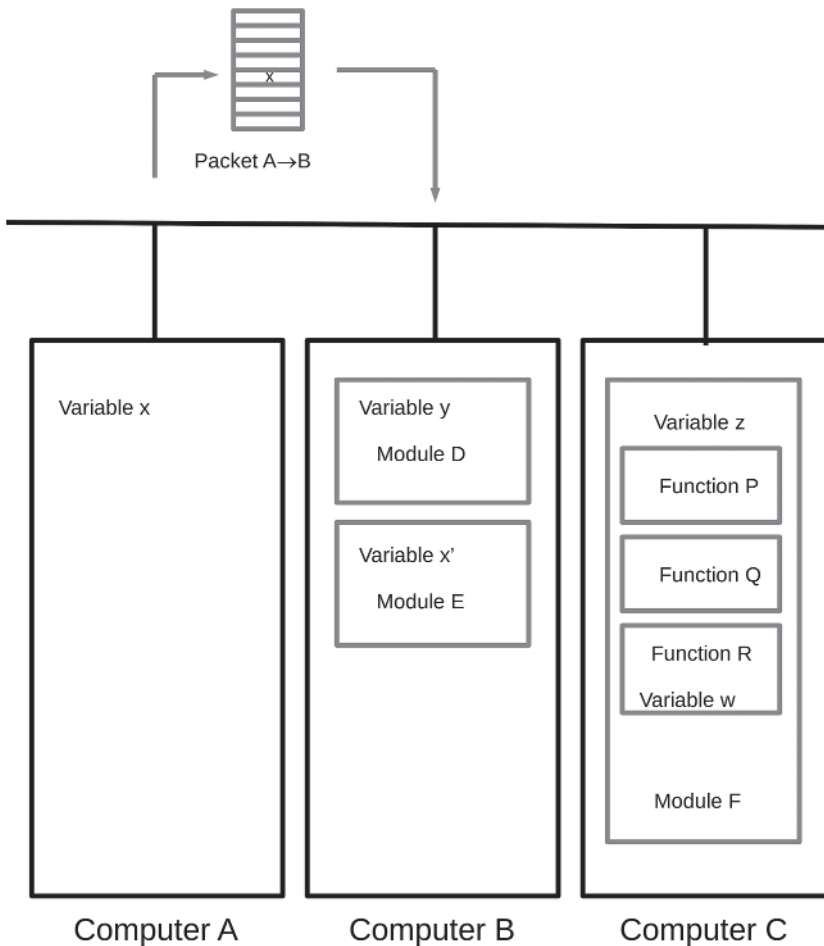 x
Packet A→B
Variable x
Variable y
Module D
Variable x’
Module E
Variable z
Function P
Function Q
Function R
Variable w
Module F
Computer A
Computer B
Computer C